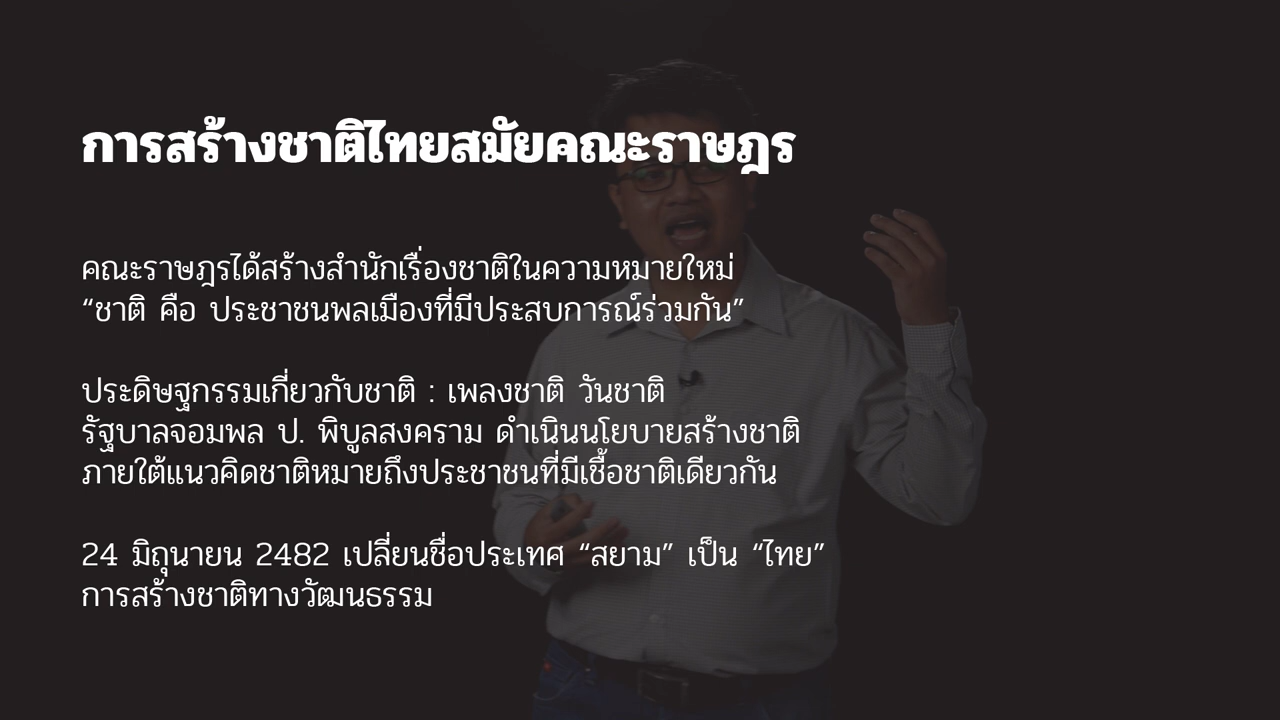 การสร้างชาติไทยสมัยคณะราษฎร
คณะราษฎรได้สร้างสำนักเรื่องชาติในความหมายใหม่
“ชาติ คือ ประชาชนพลเมืองที่มีประสบการณ์ร่วมกัน”
ประดิษฐกรรมเกี่ยวกับชาติ : เพลงชาติ วันชาติ
รัฐบาลจอมพล ป. พิบูลสงคราม ดำเนินนโยบายสร้างชาติ
ภายใต้แนวคิดชาติหมายถึงประชาชนที่มีเชื้อชาติเดียวกัน
24 มิถุนายน 2482 เปลี่ยนชื่อประเทศ “สยาม” เป็น “ไทย”
การสร้างชาติทางวัฒนธรรม